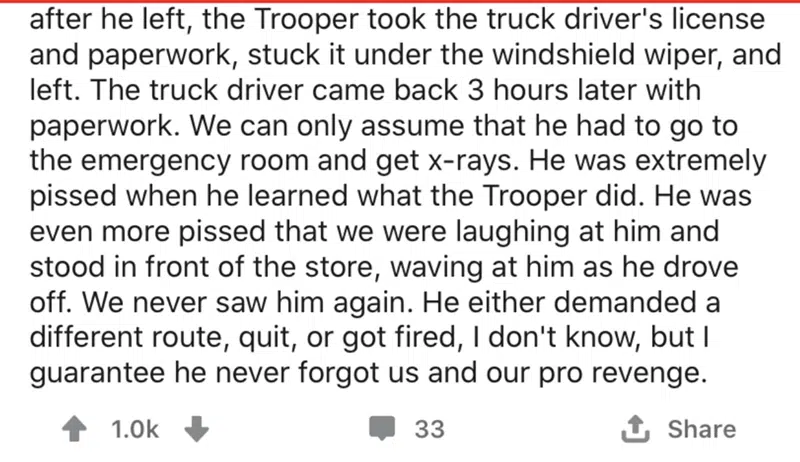 after he left, the Trooper took the truck driver's license
and paperwork, stuck it under the windshield wiper, and
left. The truck driver came back 3 hours later with
paperwork. We can only assume that he had to go to
the emergency room and get x-rays. He was extremely
pissed when he learned what the Trooper did. He was
even more pissed that we were laughing at him and
stood in front of the store, waving at him as he drove
off. We never saw him again. He either demanded a
different route, quit, or got fired, I don't know, but I
guarantee he never forgot us and our pro revenge.
1.0k 33 Share